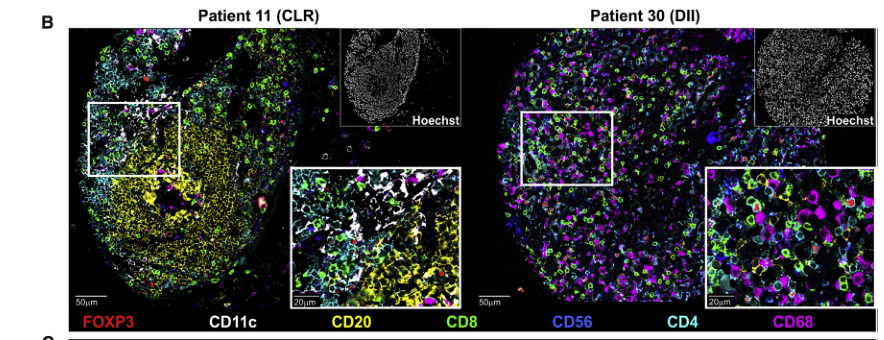 B
Patient 11 (CLR)
Patient 30 (DII)
Hoechst
Hoechst
50μm
20μm
50μm
20μm
FOXP3 CD11c CD20 CD8 CD56 CD4 CD68